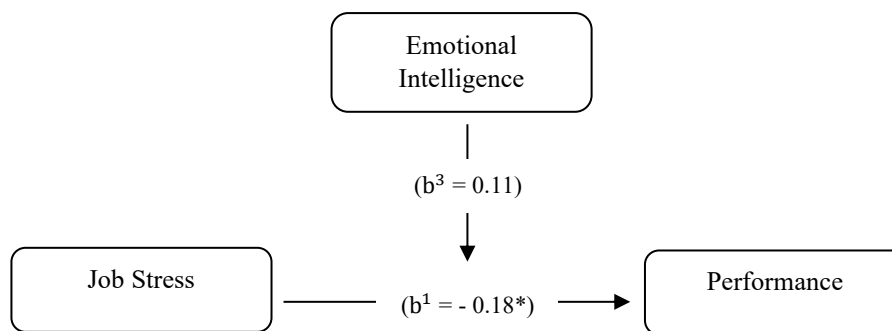 Emotional
Intelligence
(b³ = 0.11)
Job Stress
(b¹ = - 0.18*)
Performance